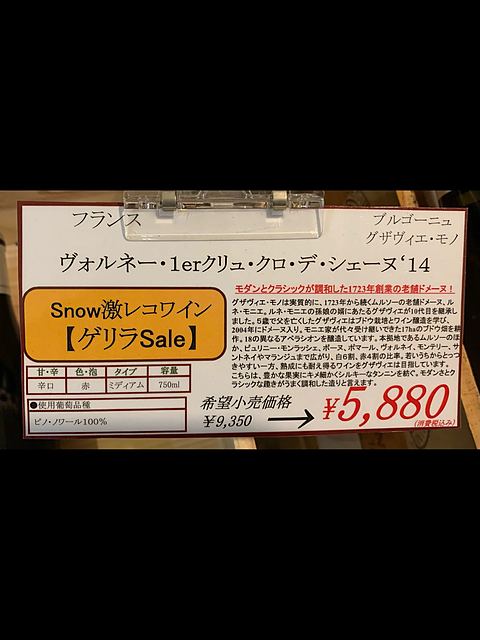 フランス
ブルゴーニュ
グザヴィエ・モノ
ヴォルネー・1erクリュ・クロ・デ・シェーヌ‘14
Snow激レコワイン
【ゲリラSale】
モダンとクラシックが調和した1723年創業の老舗ドメーヌ！
グザヴィエ・モノは実質的に、1723年から続くムルソーの老舗ドメーヌ、ルネ・モニエ。ルネ・モニエの孫娘の婿にあたるグザヴィエが10代目を継承し
ました。6歳で父を亡くしたグザヴィエはブドウ栽培とワイン醸造を学び、
2004年にドメーヌ入り。モニエ家が代々受け継いできた17haのブドウ畑を耕
作。18の異なるアペラシオンを醸造しています。本拠地であるムルソーのほ
か、ピュリニー・モンラッシェ、ボーヌ、ポマール、ヴォルネイ、モンテリー、サ
ントネイやマランジュまで広がり、白6割、赤4割の比率。若いうちからとっつ
きやすい一方、熟成にも耐え得るワインをグザヴィエは目指しています。
こちらは、豊かな果実にキメ細かくシルキーなタンニンを紡ぐ。モダンさとク
ラシックな趣きがうまく調和した造りと言えます。
甘・辛 色・泡 タイプ 容量
辛口 赤 ミディアム 750ml
●使用葡萄品種
ピノ・ノワール100%
希望小売価格
¥9,350
¥5,880
(消費税込み)